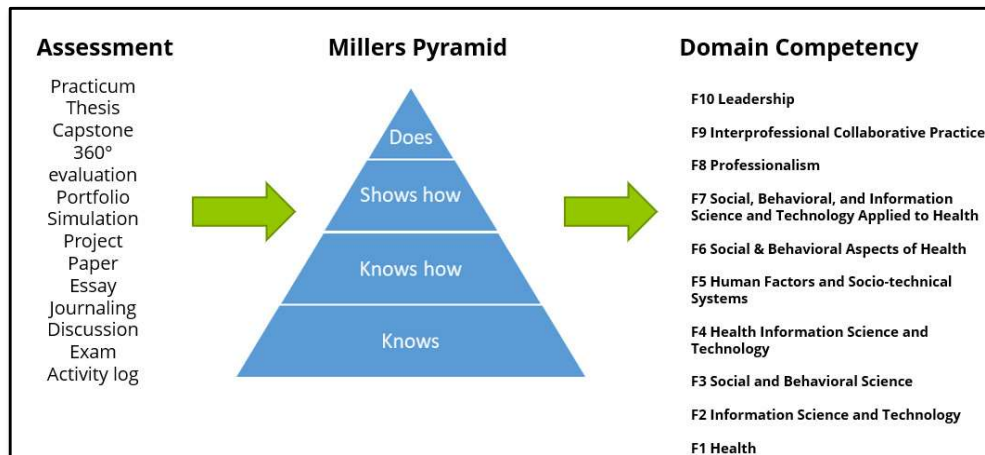 Assessment
Practicum
Thesis
Capstone
360°
evaluation
Portfolio
Simulation
Project
Paper
Essay
Journaling
Discussion
Exam
Activity log
Millers Pyramid
Does
Shows how
Knows how
Knows
Domain Competency
F10 Leadership
F9 Interprofessional Collaborative Practice
F8 Professionalism
F7 Social, Behavioral, and Information
Science and Technology Applied to Health
F6 Social & Behavioral Aspects of Health
F5 Human Factors and Socio-technical
Systems
F4 Health Information Science and
Technology
F3 Social and Behavioral Science
F2 Information Science and Technology
F1 Health